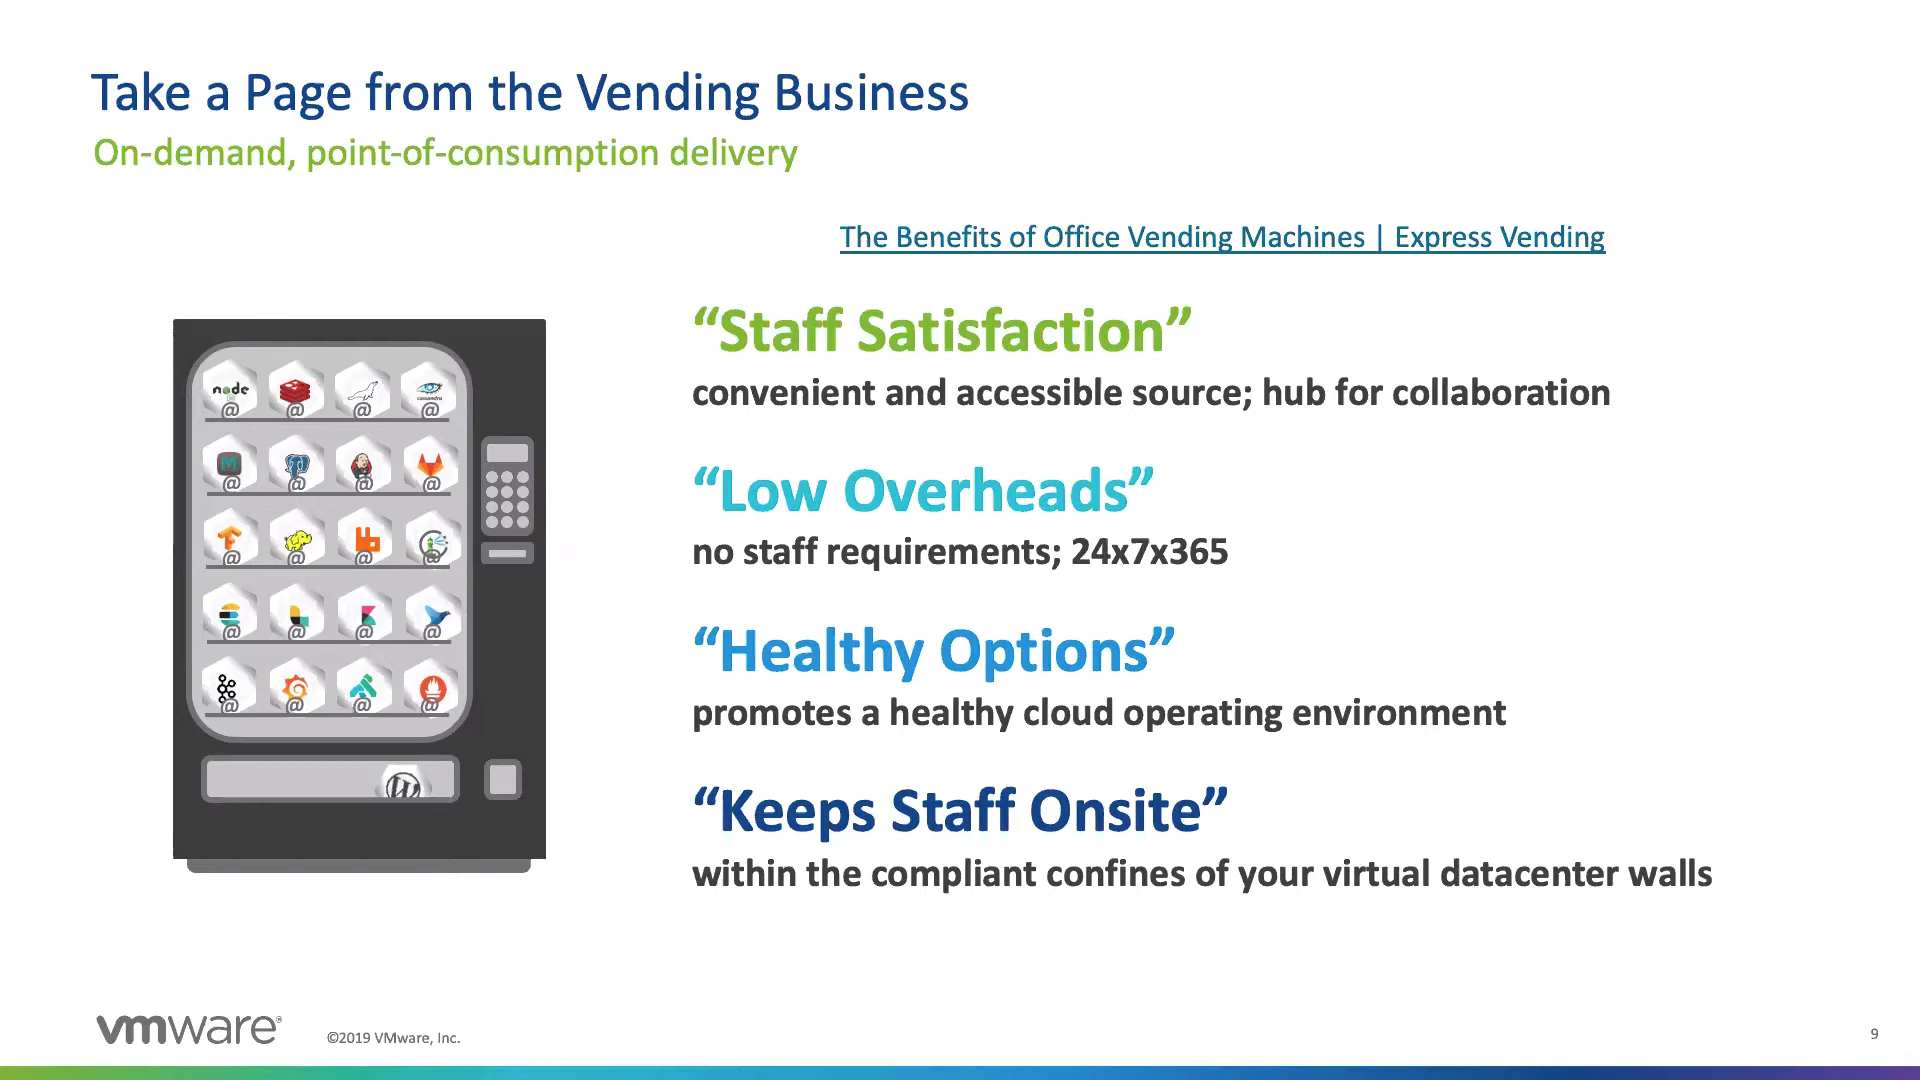 Take a Page from the Vending Business
On-demand, point-of-consumption delivery
The Benefits of Office Vending Machines | Express Vending
“Staff Satisfaction”
convenient and accessible source; hub for collaboration
“Low Overheads”
no staff requirements; 24x7x365
“Healthy Options”
promotes a healthy cloud operating environment
“Keeps Staff Onsite”
within the compliant confines of your virtual datacenter walls
node
cassandra
@ @ @ @
M
@ @ @ @
@ @ @ @
@ @ @ @
@ @ @ @
W
vmware®
©2019 VMware, Inc.
9